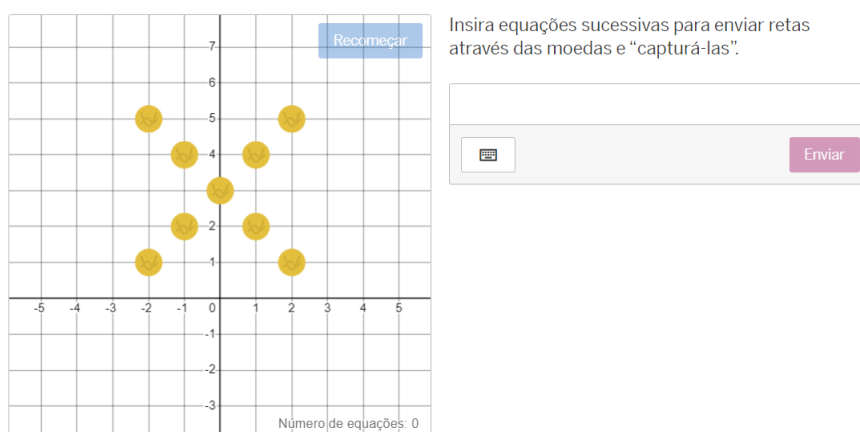 Recomeçar
Insira equações sucessivas para enviar retas
através das moedas e “capturá-las”.
Enviar
7
6
5
4
2
1
-5 -4 -3 -2 -1 0 1 2 3 4 5
-1
-2
-3
Número de equações: 0